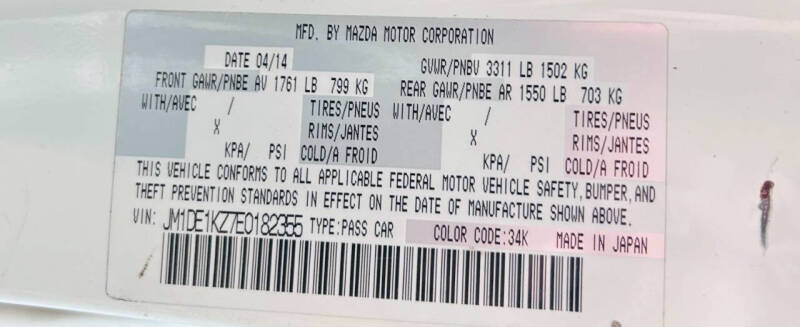 MFD. BY MAZDA MOTOR CORPORATION
DATE 04/14 GVWR/PNBV 3311 LB 1502 KG
FRONT GAWR/PNBE AV 1761 LB 799 KG REAR GAWR/PNBE AR 1550 LB 703 KG
WITH/AVEC / TIRES/PNEUS WITH/AVEC / TIRES/PNEUS
X RIMS/JANTES X RIMS/JANTES
KPA/ PSI COLD/A FROID KPA/ PSI COLD/A FROID
THIS VEHICLE CONFORMS TO ALL APPLICABLE FEDERAL MOTOR VEHICLE SAFETY, BUMPER, AND
THEFT PREVENTION STANDARDS IN EFFECT ON THE DATE OF MANUFACTURE SHOWN ABOVE.
VIN: JM1DE1KZ7E0182355 TYPE:PASS CAR COLOR CODE:34K MADE IN JAPAN